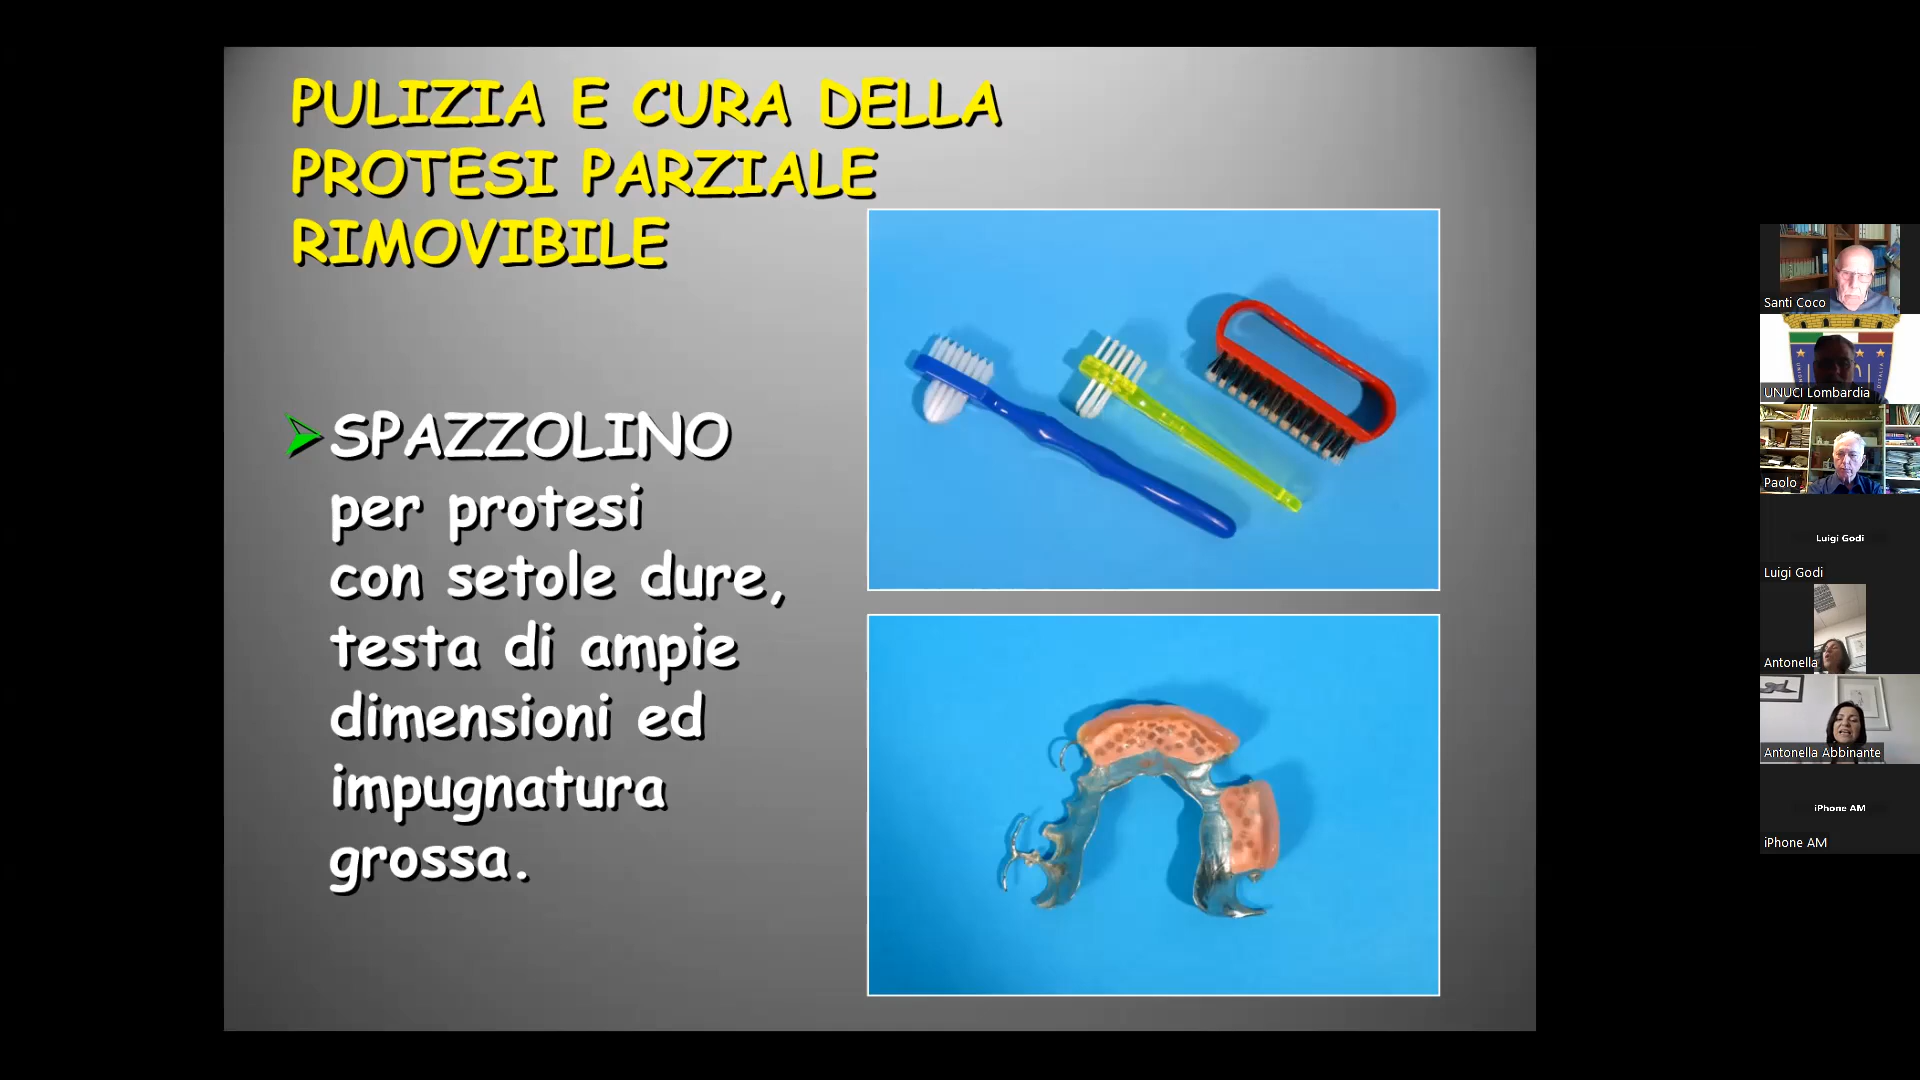 PULIZIA E CURA DELLA
PROTESI PARZIALE
RIMOVIBILE
SPAZZOLINO
per protesi
con setole dure,
testa di ampie
dimensioni ed
impugnatura
grossa.
Santi Coco
UNUCI Lombardia
Paolo
Luigi Godi
Luigi Godi
Antonella
Antonella Abbinante
iPhone AM
iPhone AM